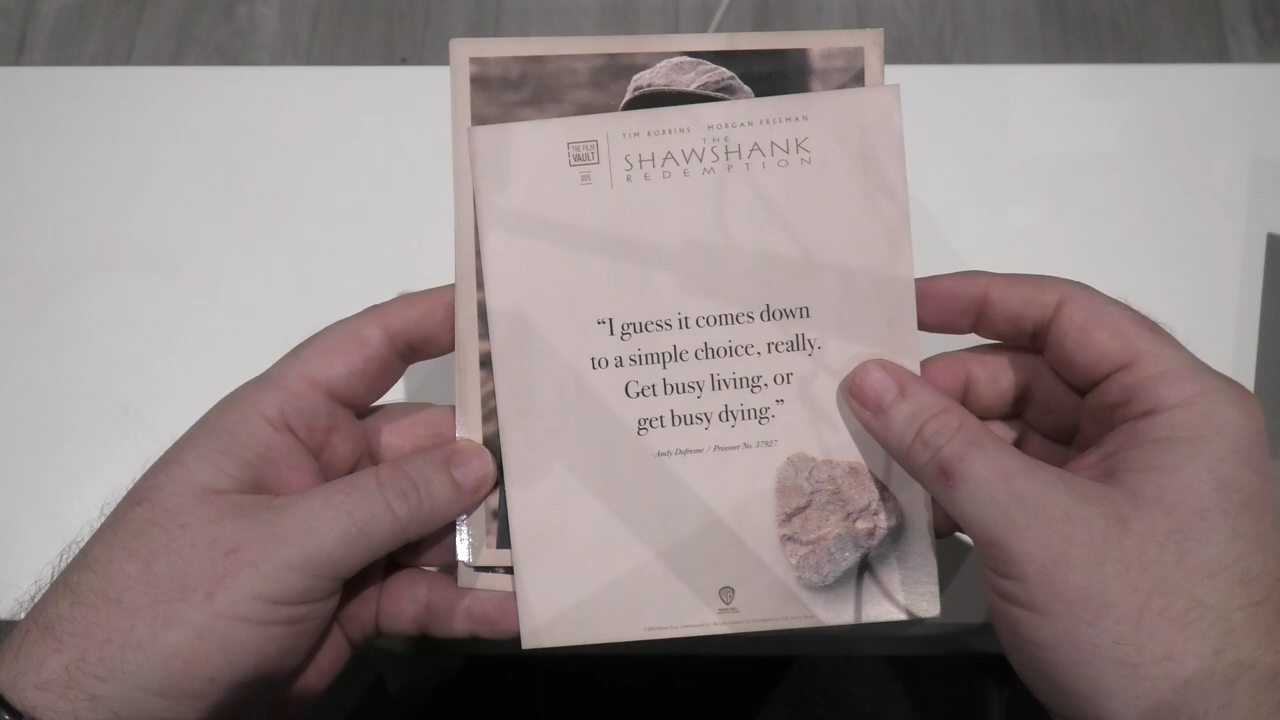 TIM ROBBINS MORGAN FREEMAN
THE FILM
VAULT
THE
SHAWSHANK
REDEMPTION
“I guess it comes down
to a simple choice, really.
Get busy living, or
get busy dying.”
- Andy Dufresne / Prisoner No. 37927